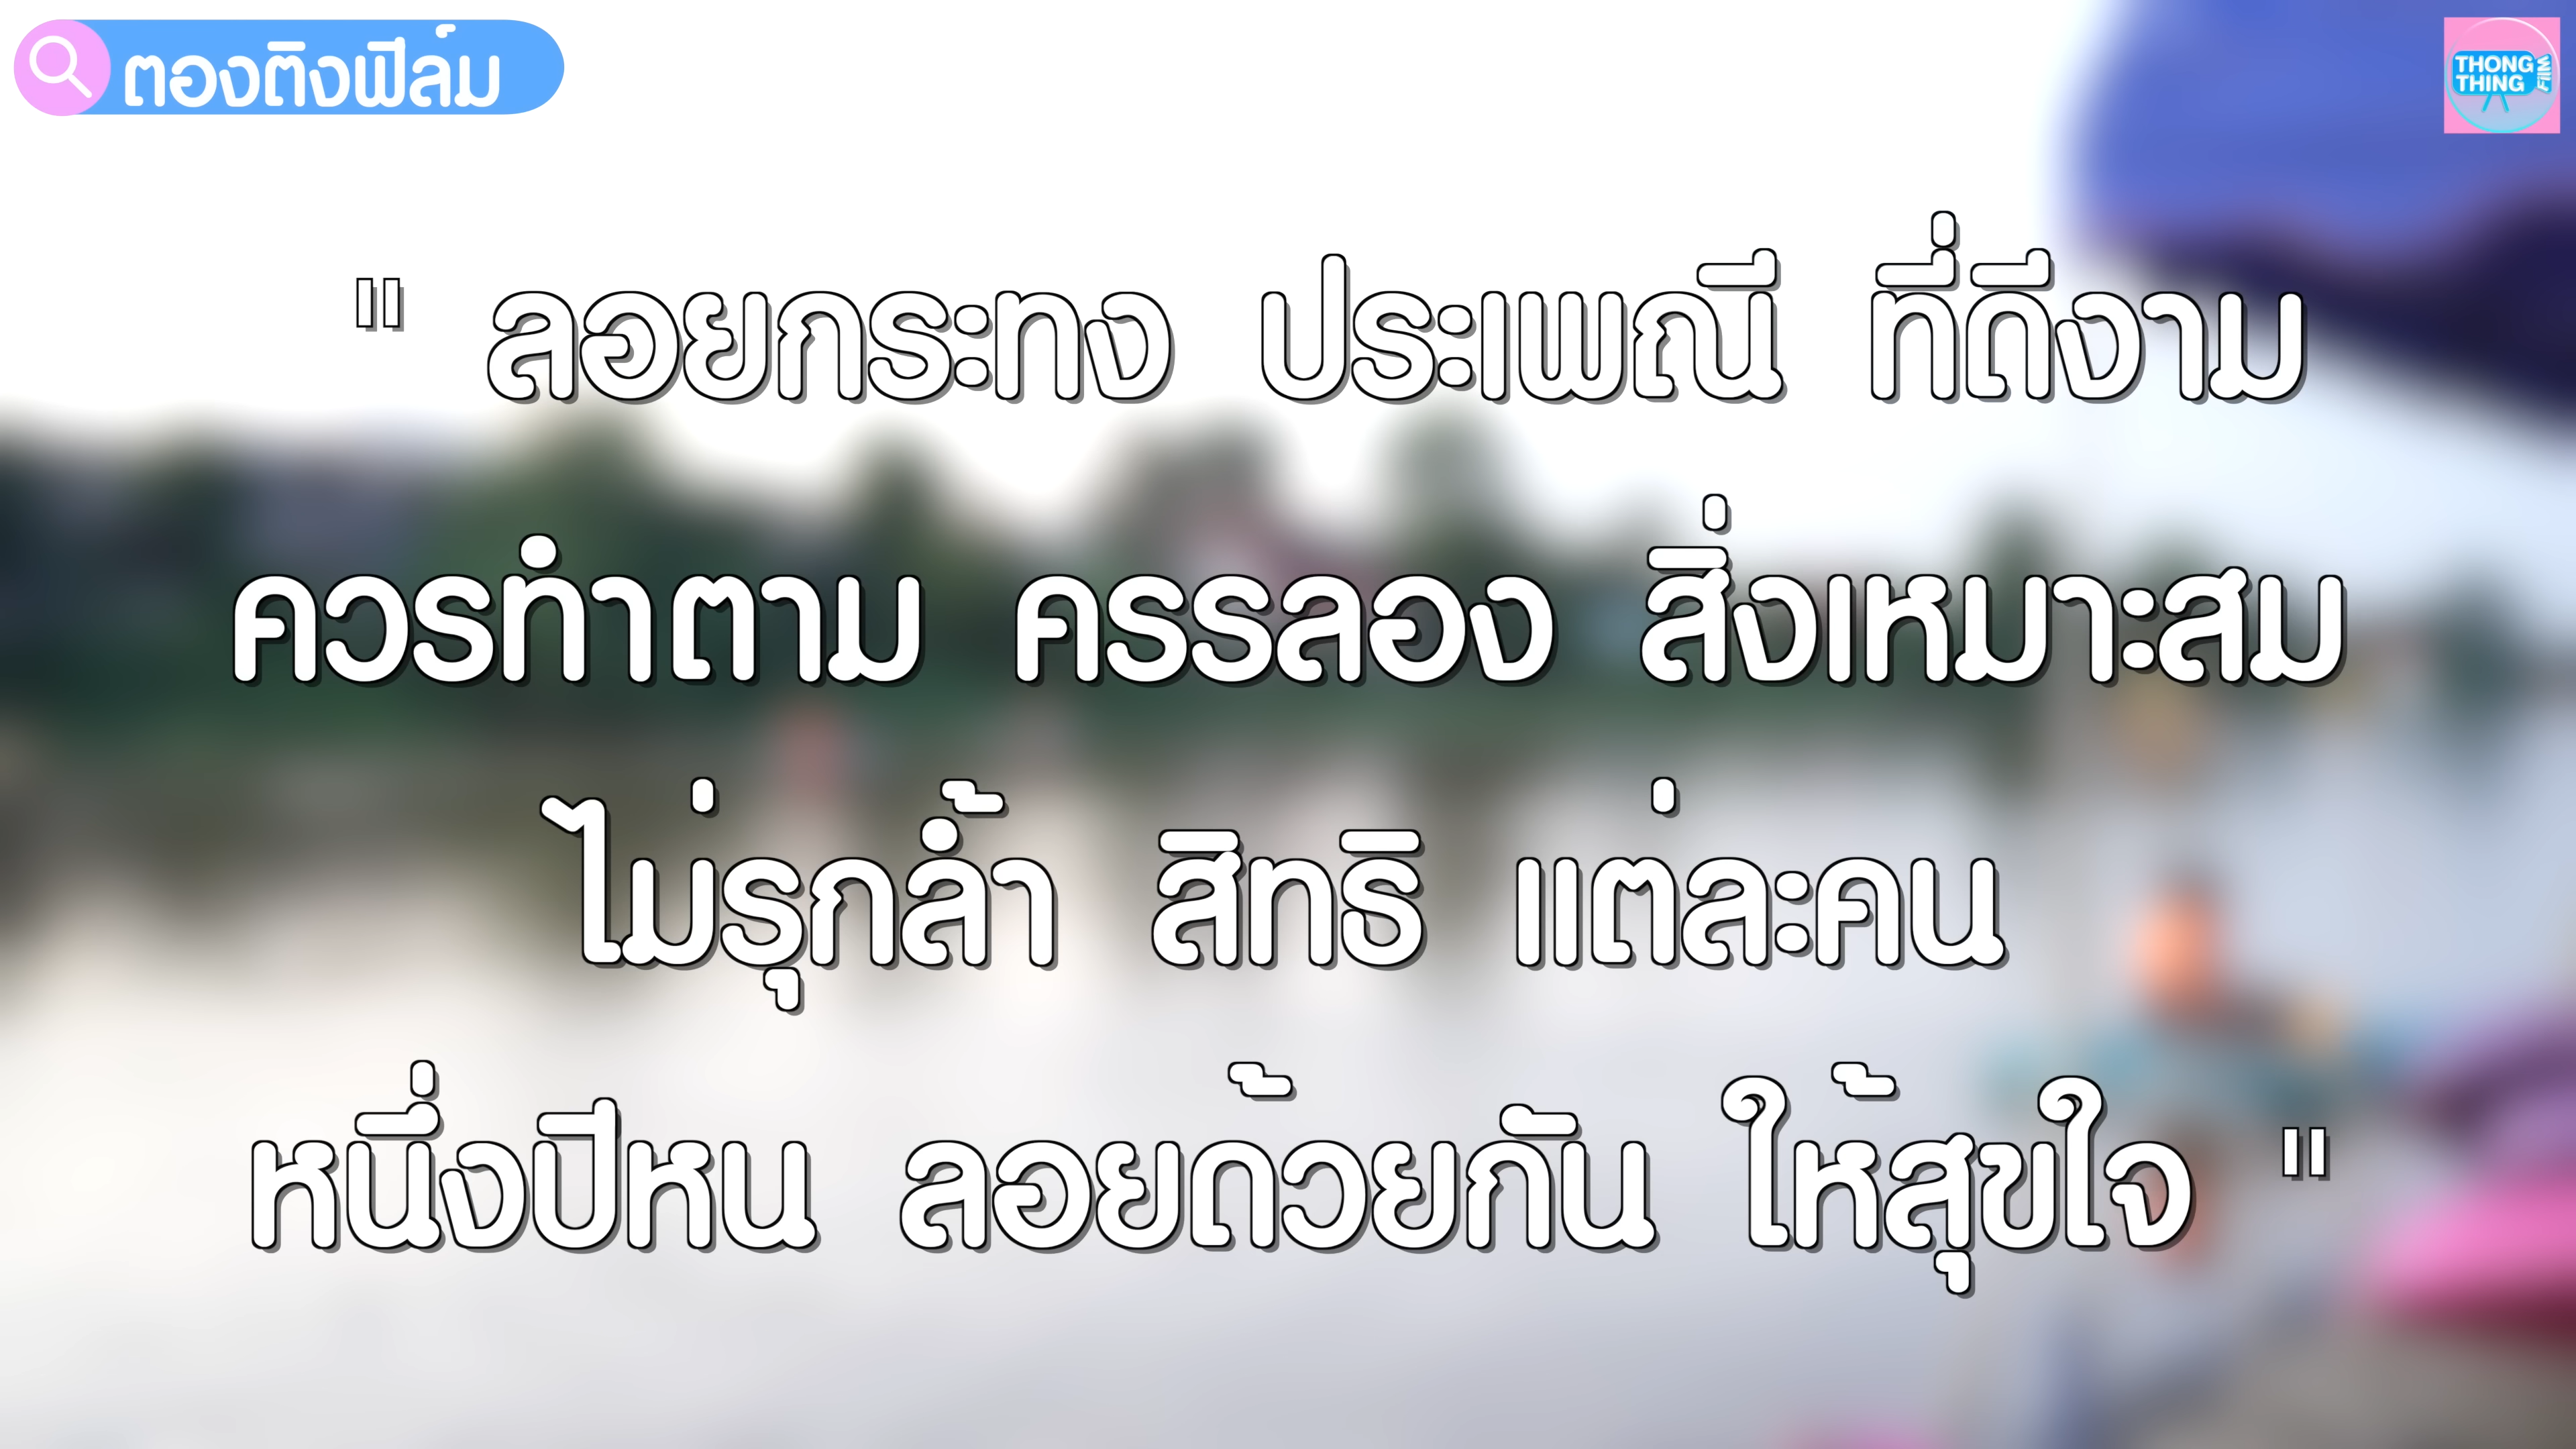 ตองติงฟิล์ม
THONG
THING
FIIM
" ลอยกระทง ประเพณี ที่ดีงาม
ควรทำตาม ครรลอง สิ่งเหมาะสม
ไม่รุกล้ำ สิทธิ แต่ละคน
หนึ่งปีหน ลอยด้วยกัน ให้สุขใจ "